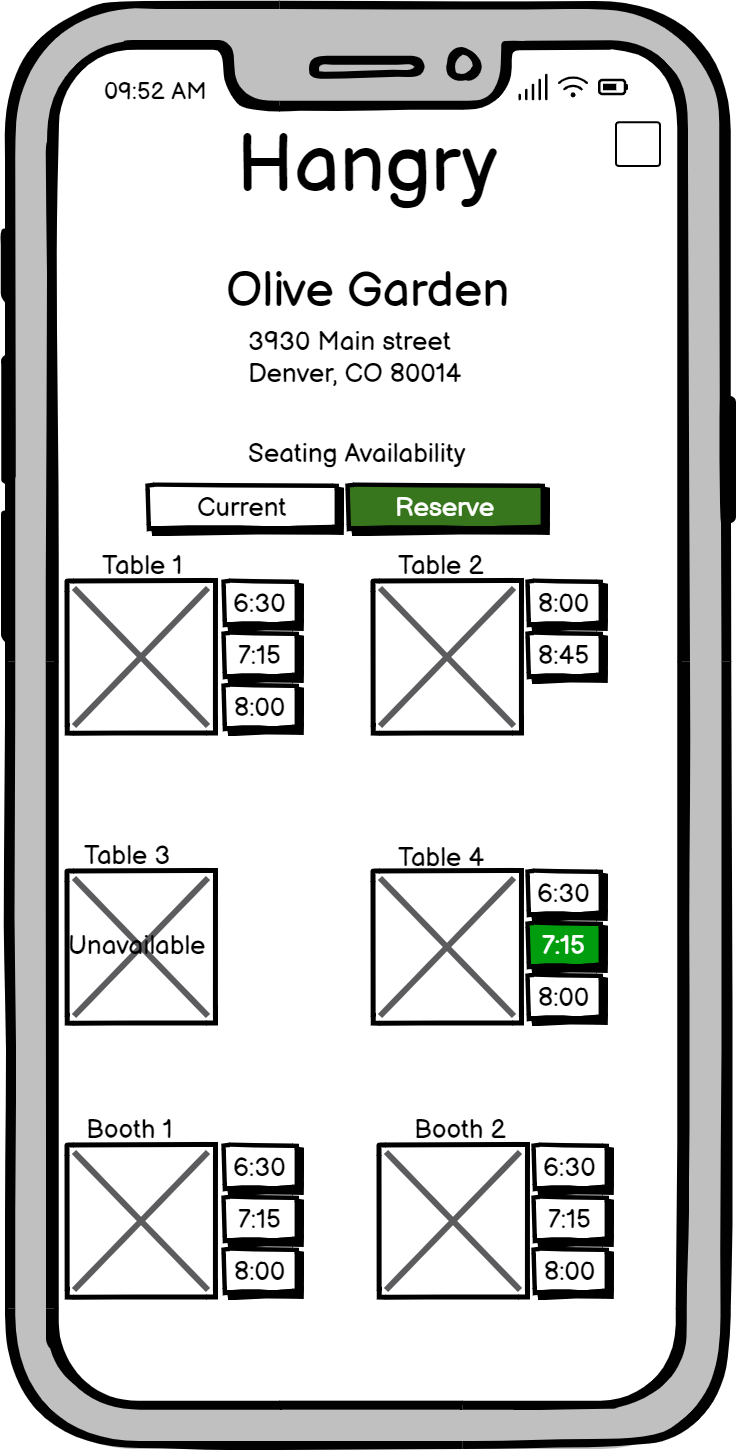 09:52 AM
Hangry
Olive Garden
3930 Main street
Denver, CO 80014
Seating Availability
Current
Reserve
Table 1
6:30
7:15
8:00
Table 2
8:00
8:45
Table 3
Unavailable
Table 4
6:30
7:15
8:00
Booth 1
6:30
7:15
8:00
Booth 2
6:30
7:15
8:00